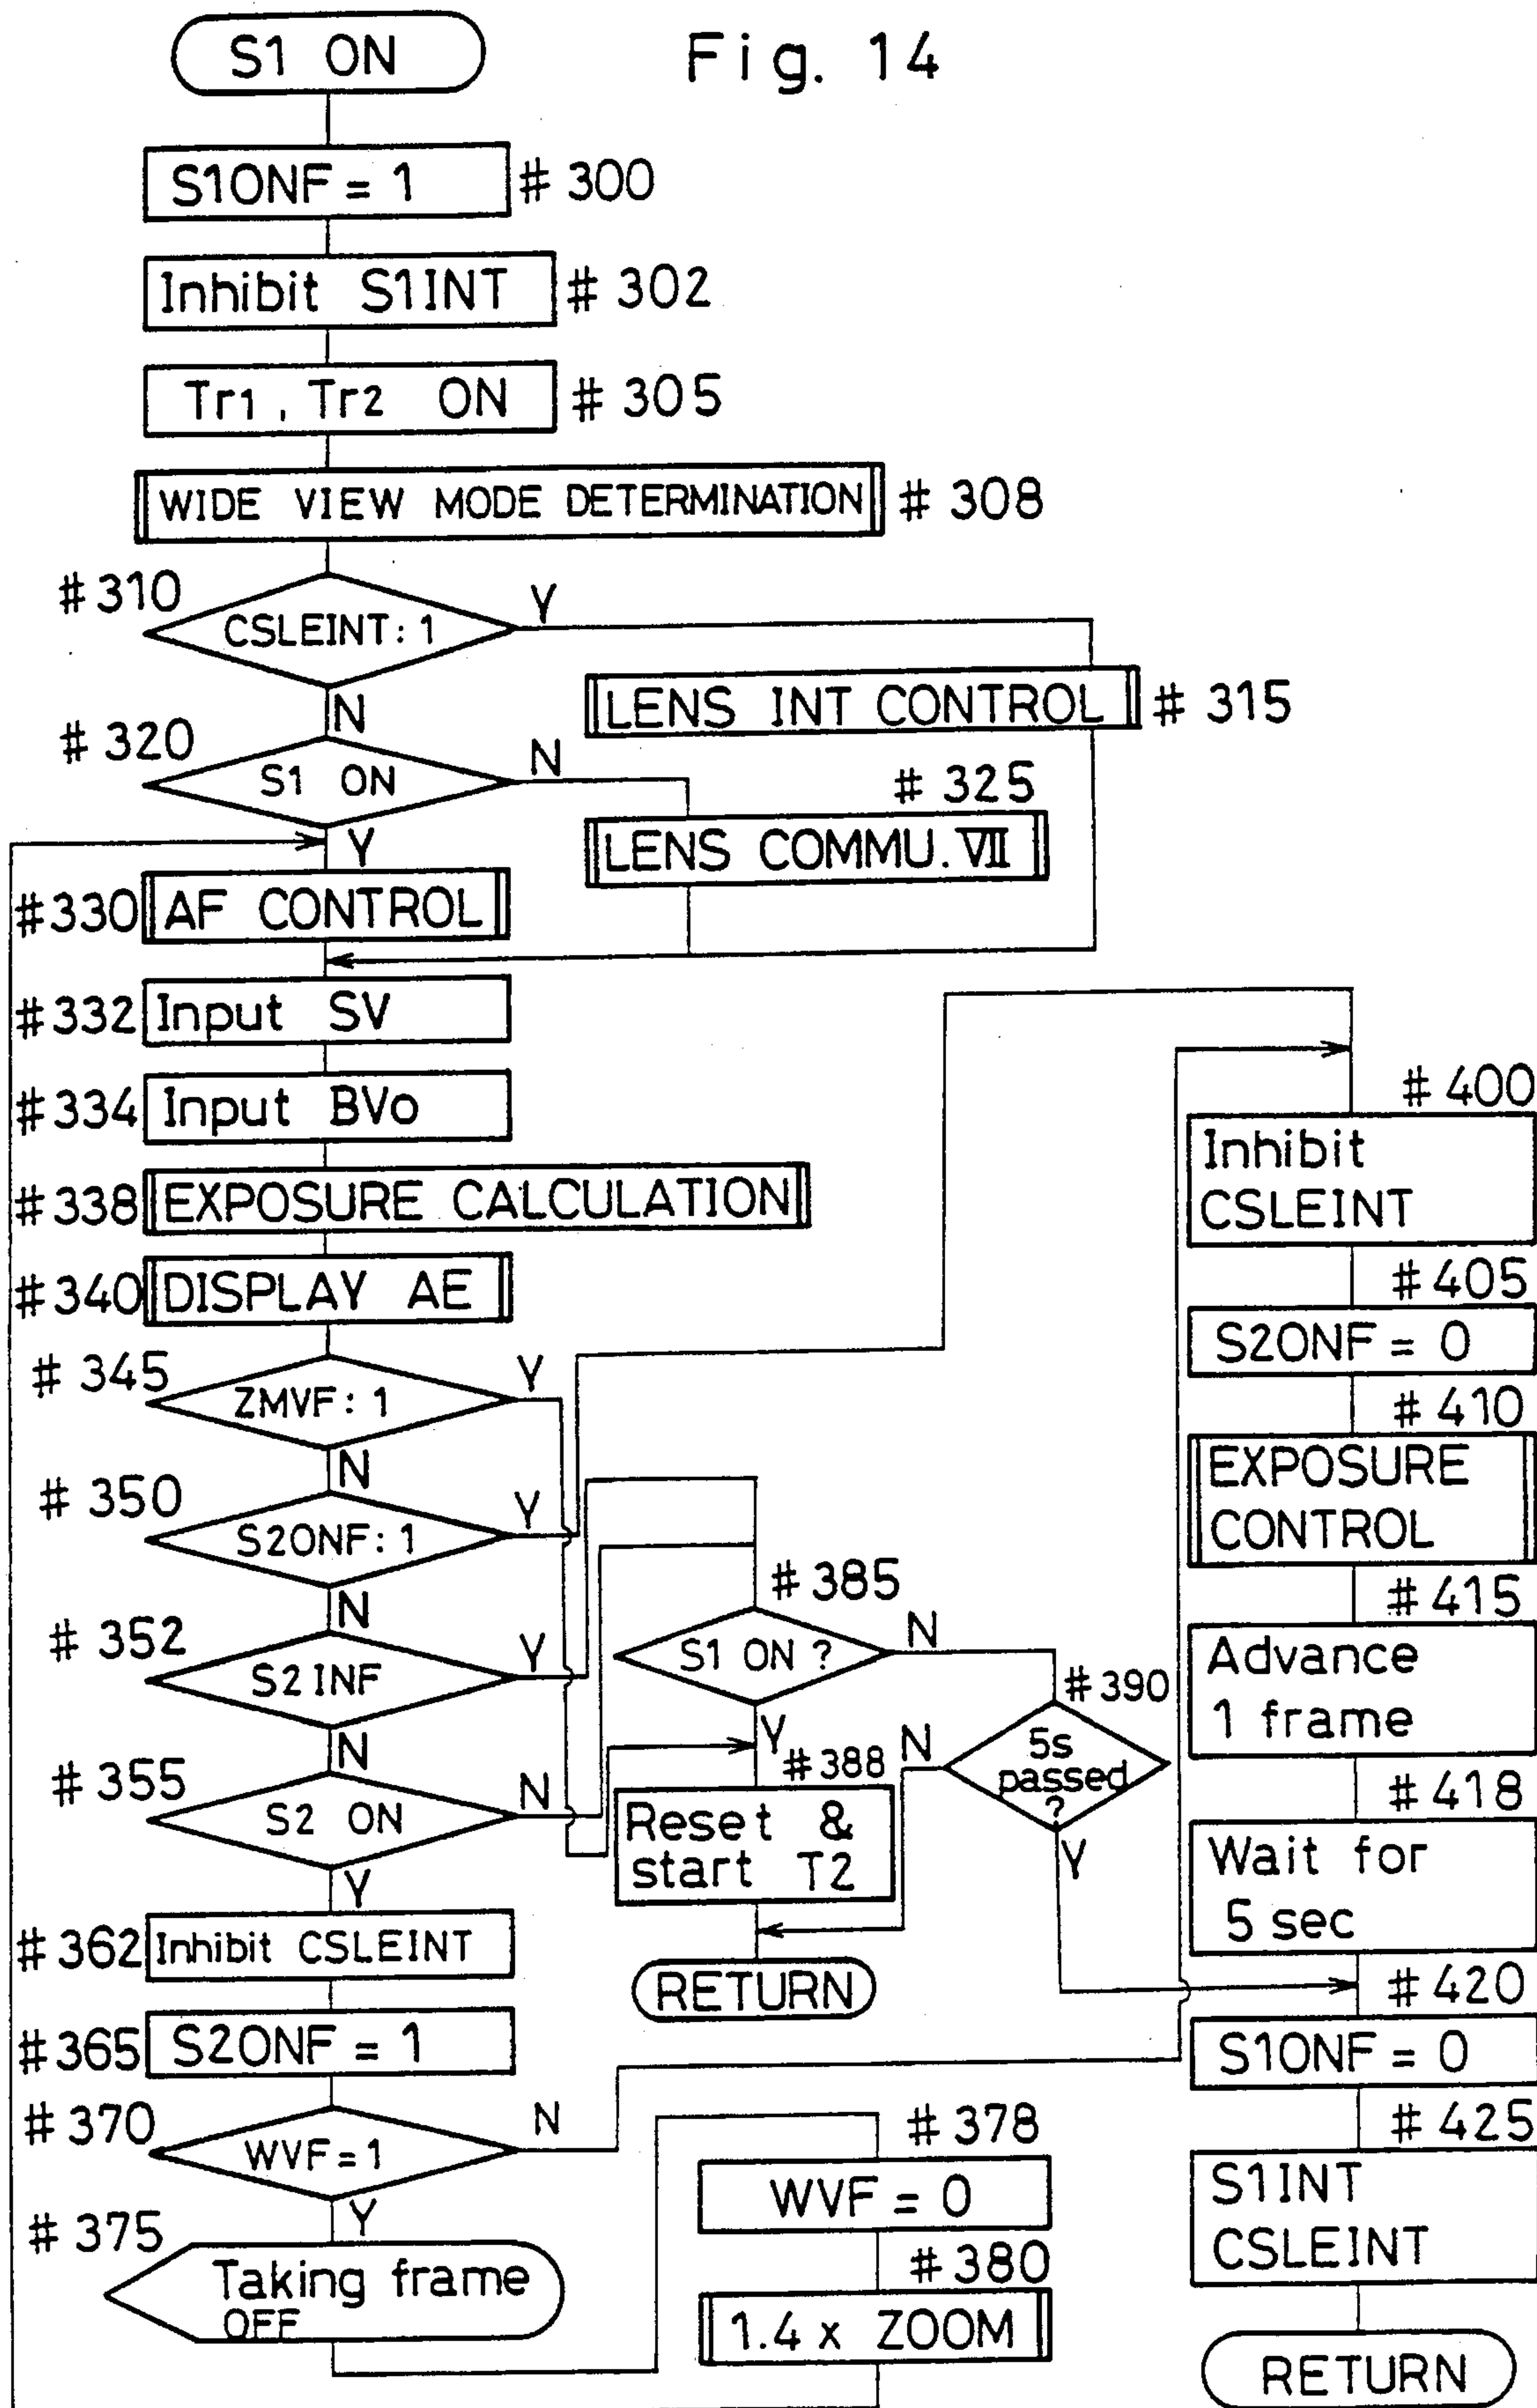 Fig. 14
S1 ON
S1ONF = 1 #300
Inhibit S1INT #302
Tr1, Tr2 ON #305
WIDE VIEW MODE DETERMINATION #308
#310
CSLEINT: 1
Y
N
LENS INT CONTROL #315
#320
S1 ON
N
Y
#325
LENS COMMU. VII
#330 AF CONTROL
#332 Input SV
#334 Input BVo
#338 EXPOSURE CALCULATION
#340 DISPLAY AE
#345
ZMVF: 1
Y
N
#350
S2ONF: 1
Y
N
#352
S2INF
Y
N
#355
S2 ON
N
Y
#362 Inhibit CSLEINT
#365 S2ONF = 1
#370
WVF=1
N
Y
#375
Taking frame
OFF
#378
WVF = 0
#380
1.4 x ZOOM
#385
S1 ON ?
N
Y
#388
Reset &
start T2
RETURN
#390
5s
passed
?
N
Y
#400
Inhibit
CSLEINT
#405
S2ONF = 0
#410
EXPOSURE
CONTROL
#415
Advance
1 frame
#418
Wait for
5 sec
#420
S1ONF = 0
#425
S1INT
CSLEINT
RETURN